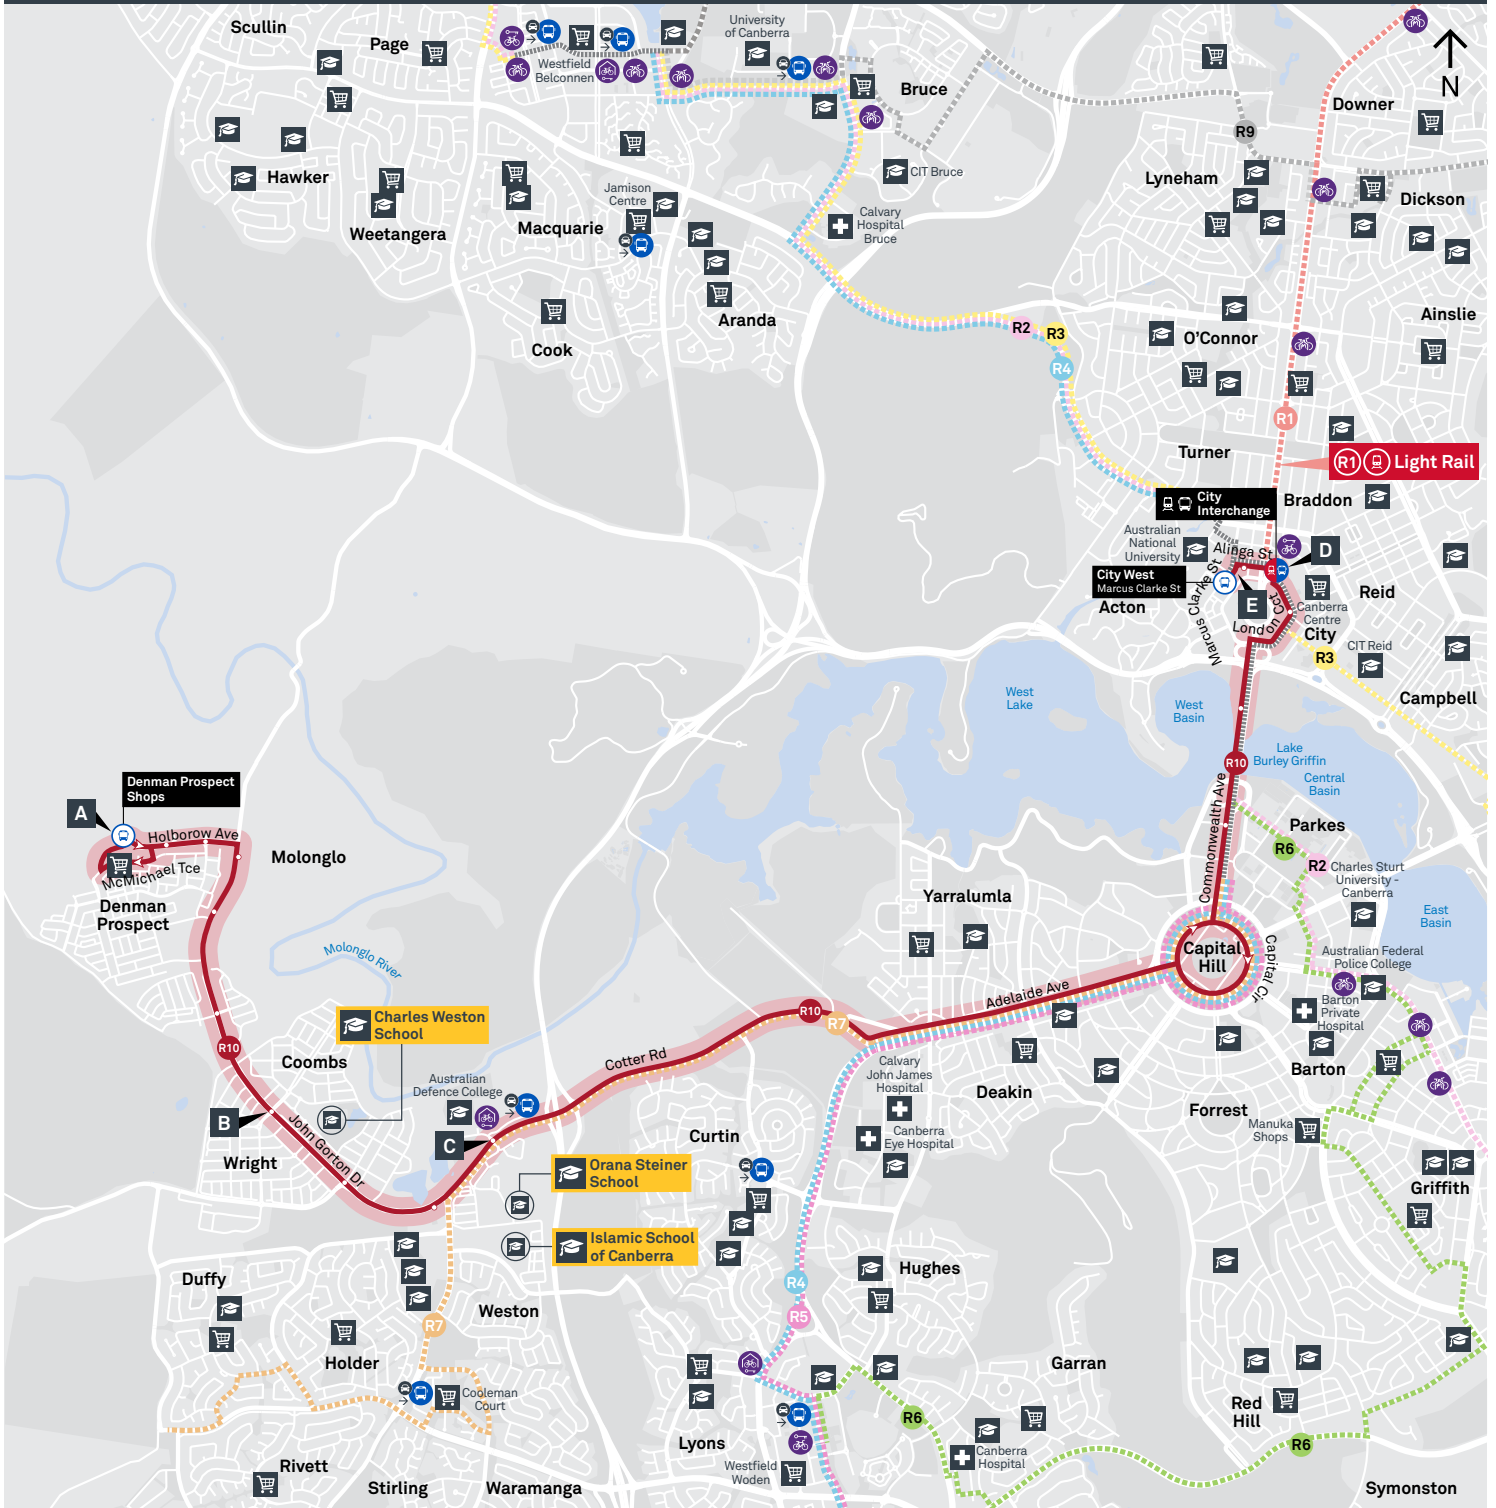 Scullin
Page
Westfield
Belconnen
University
of Canberra
Bruce
N
Downer
R9
Hawker
Weetangera
Macquarie
Jamison
Centre
CIT Bruce
Calvary
Hospital
Bruce
Lyneham
Dickson
Cook
Aranda
R2
R3
R4
O'Connor
Ainslie
R1
Turner
R1
Light Rail
Braddon
City
Interchange
Australian
National
University
Alinga St
D
City West
Marcus Clarke St
Acton
Marcus Clarke St
E
London Cct
Canberra
Centre
Reid
City
R3
CIT Reid
Campbell
West
Lake
West
Basin
Lake
Burley Griffin
Central
Basin
R10
Commonwealth Ave
Denman Prospect
Shops
A
Holborow Ave
McMichael Tce
Denman
Prospect
Molonglo
Molonglo River
Yarralumla
Parkes
R6
R2
Charles Sturt
University -
Canberra
East
Basin
Capital
Hill
Capital Cir
Australian Federal
Police College
Barton
Private
Hospital
Barton
Adelaide Ave
R10
R7
Cotter Rd
Charles Weston
School
R10
Coombs
Australian
Defence College
B
C
Wright
John Gorton Dr
Calvary
John James
Hospital
Deakin
Canberra
Eye Hospital
Curtin
Forrest
Manuka
Shops
Griffith
Orana Steiner
School
Islamic School
of Canberra
Duffy
Weston
R7
Holder
Cooleman
Court
Rivett
Stirling
Waramanga
R4
R5
Hughes
Garran
Lyons
Westfield
Woden
R6
Canberra
Hospital
Red
Hill
R6
Symonston